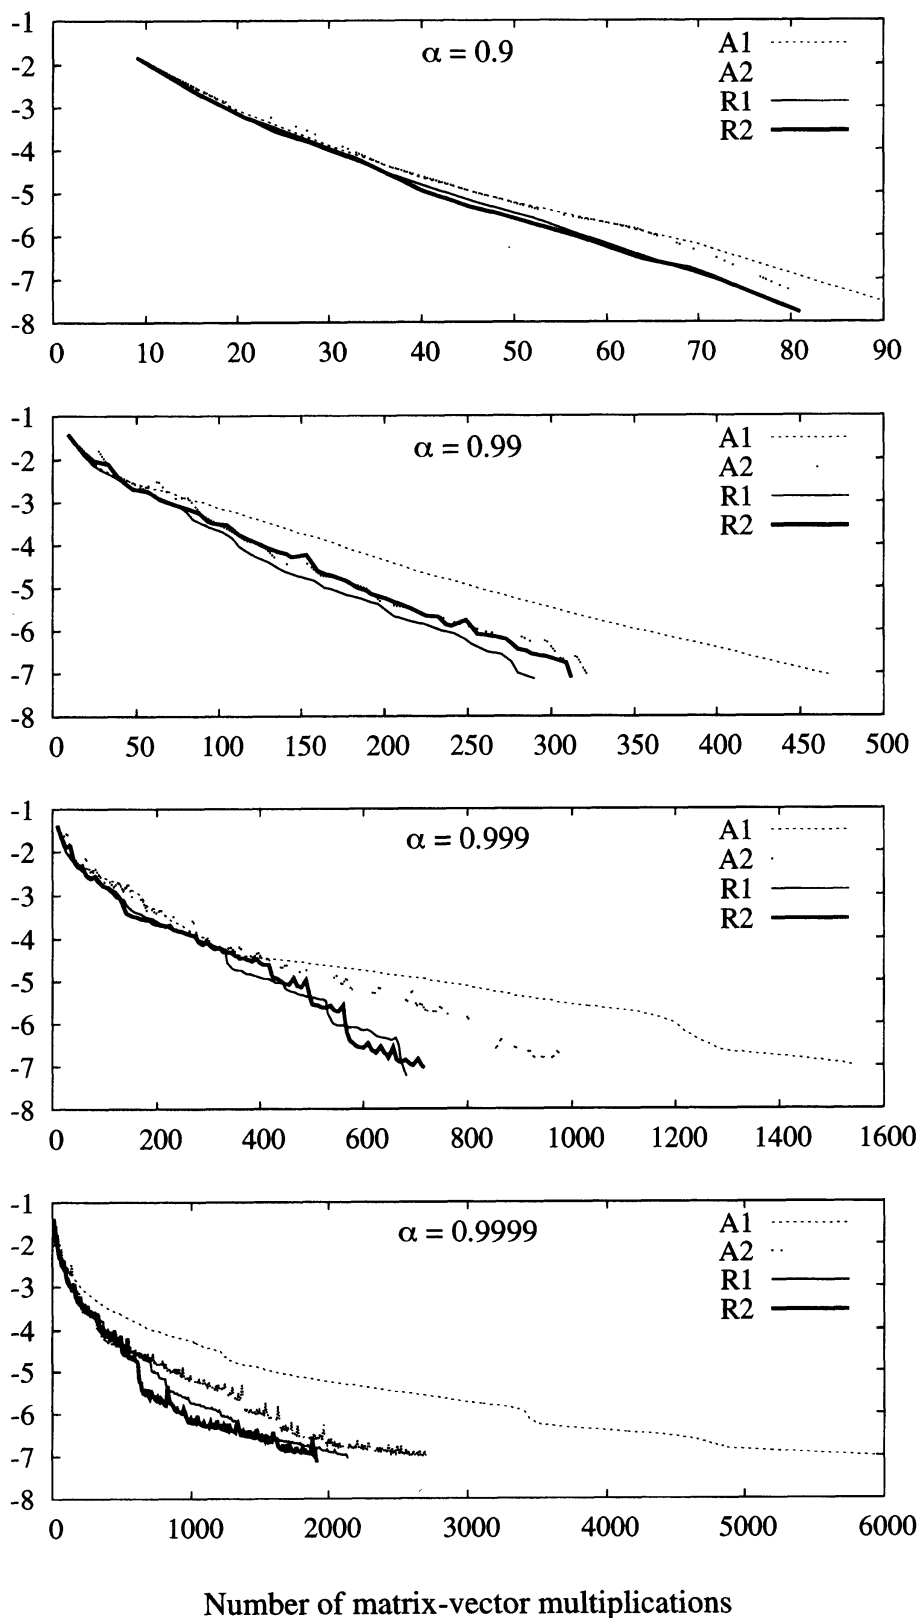 -1
α = 0.9
A1
-2
A2
-3
R1
R2
-4
-5
-6
-7
-8
0 10 20 30 40 50 60 70 80 90
-1
α = 0.99
A1
-2
A2
-3
R1
R2
-4
-5
-6
-7
-8
0 50 100 150 200 250 300 350 400 450 500
-1
α = 0.999
A1
-2
A2
-3
R1
R2
-4
-5
-6
-7
-8
0 200 400 600 800 1000 1200 1400 1600
-1
α = 0.9999
A1
-2
A2
-3
R1
R2
-4
-5
-6
-7
-8
0 1000 2000 3000 4000 5000 6000
Number of matrix-vector multiplications